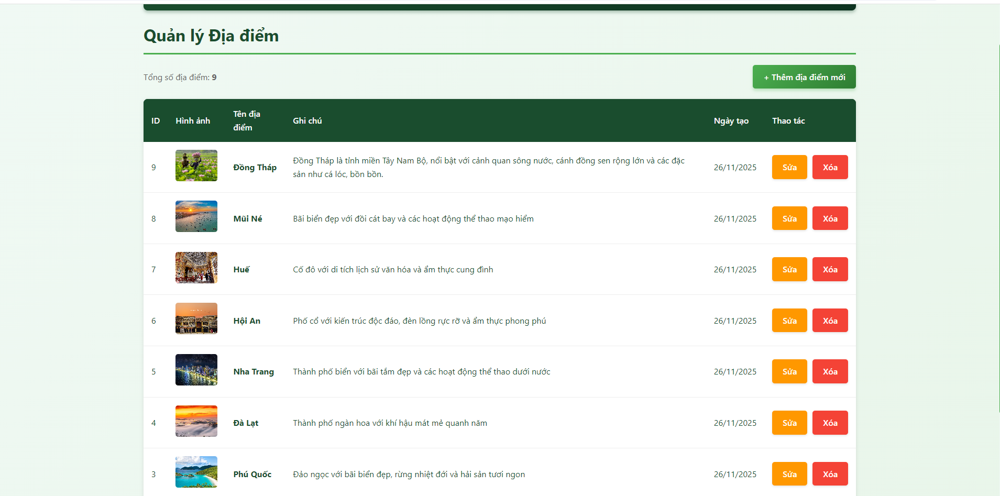 Quản lý Địa điểm
Tổng số địa điểm: 9
+ Thêm địa điểm mới
ID Hình ảnh Tên địa điểm Ghi chú Ngày tạo Thao tác
9 Đồng Tháp Đồng Tháp là tỉnh miền Tây Nam Bộ, nổi bật với cảnh quan sông nước, cánh đồng sen rộng lớn và các đặc
sản như cá lóc, bồn bồn. 26/11/2025 Sửa Xóa
8 Mũi Né Bãi biển đẹp với đồi cát bay và các hoạt động thể thao mạo hiểm 26/11/2025 Sửa Xóa
7 Huế Cố đô với di tích lịch sử văn hóa và ẩm thực cung đình 26/11/2025 Sửa Xóa
6 Hội An Phố cổ với kiến trúc độc đáo, đèn lồng rực rỡ và ẩm thực phong phú 26/11/2025 Sửa Xóa
5 Nha Trang Thành phố biển với bãi tắm đẹp và các hoạt động thể thao dưới nước 26/11/2025 Sửa Xóa
4 Đà Lạt Thành phố ngàn hoa với khí hậu mát mẻ quanh năm 26/11/2025 Sửa Xóa
3 Phú Quốc Đảo ngọc với bãi biển đẹp, rừng nhiệt đới và hải sản tươi ngon 26/11/2025 Sửa Xóa